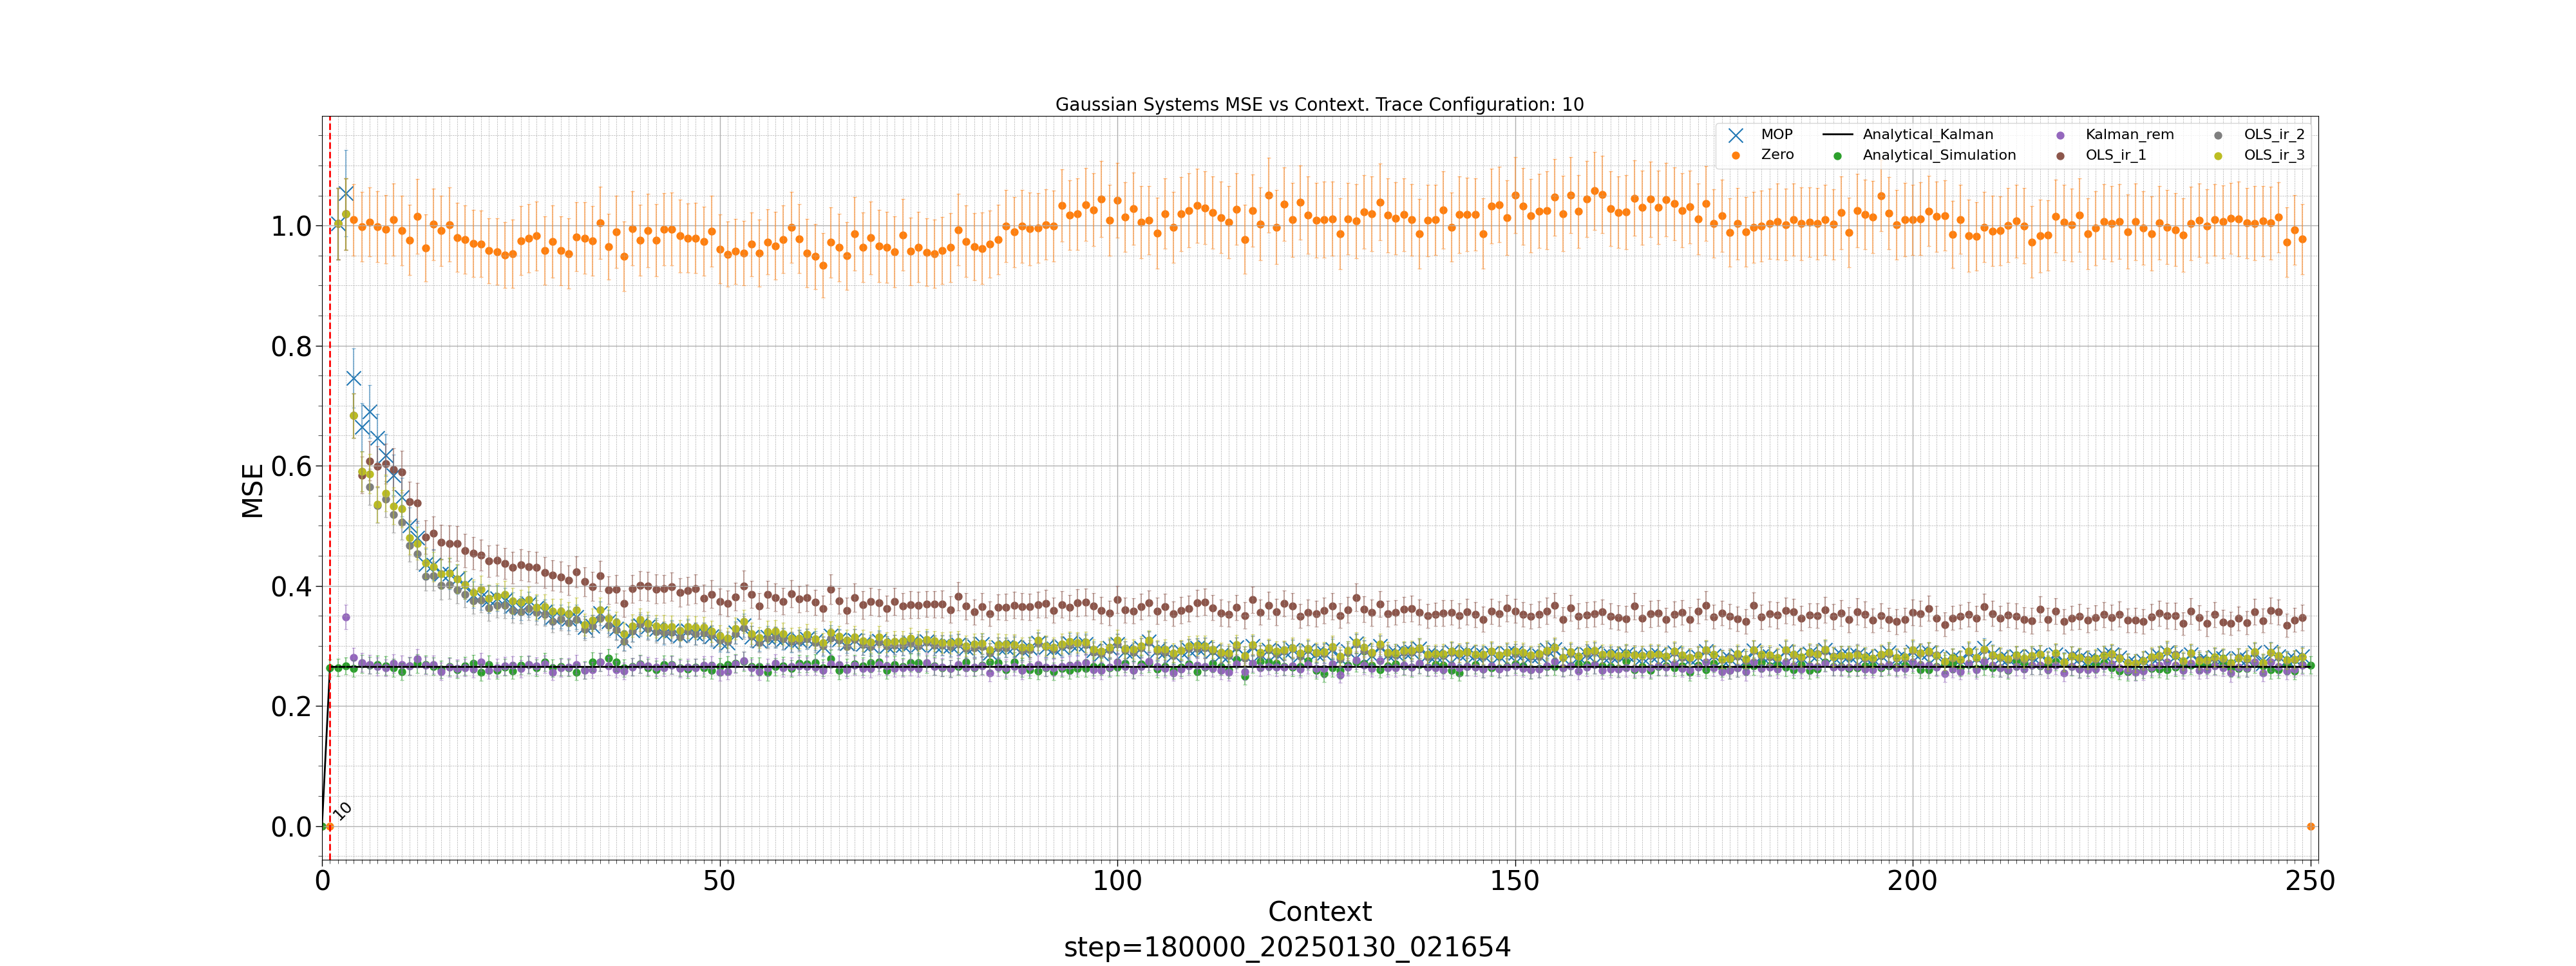 Gaussian Systems MSE vs Context. Trace Configuration: 10
MOP
Zero
Analytical_Kalman
Analytical_Simulation
Kalman_rem
OLS_ir_1
OLS_ir_2
OLS_ir_3
MSE
1.0
0.8
0.6
0.4
0.2
0.0
10
0
50
100
150
200
250
Context
step=180000_20250130_021654